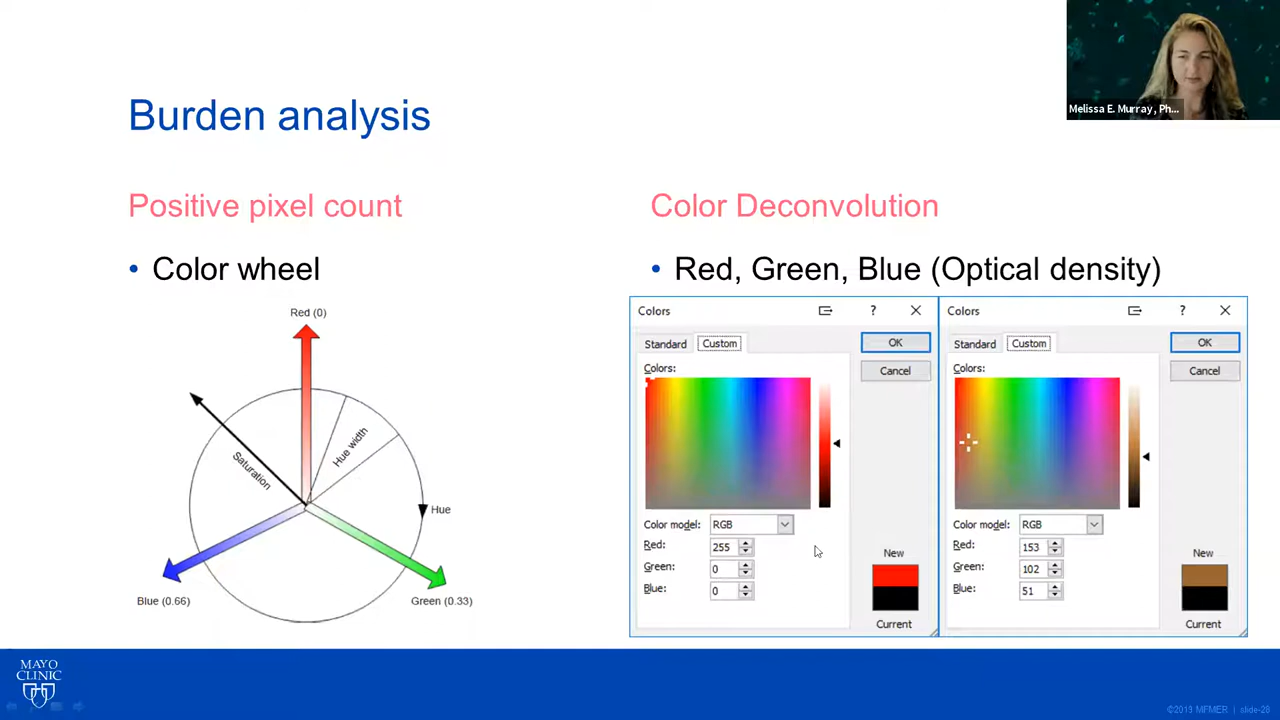 Melissa E. Murray, Ph...
Burden analysis
Positive pixel count
• Color wheel
Red (0)
Saturation
Hue width
Hue
Blue (0.66)
Green (0.33)
Color Deconvolution
• Red, Green, Blue (Optical density)
Colors
?
Standard
Custom
OK
Cancel
Colors:
Color model: RGB
Red: 255
Green: 0
Blue: 0
New
Current
Colors
?
Standard
Custom
OK
Cancel
Colors:
Color model: RGB
Red: 153
Green: 102
Blue: 51
New
Current
MAYO
CLINIC
©2019 MFMER | slide-28